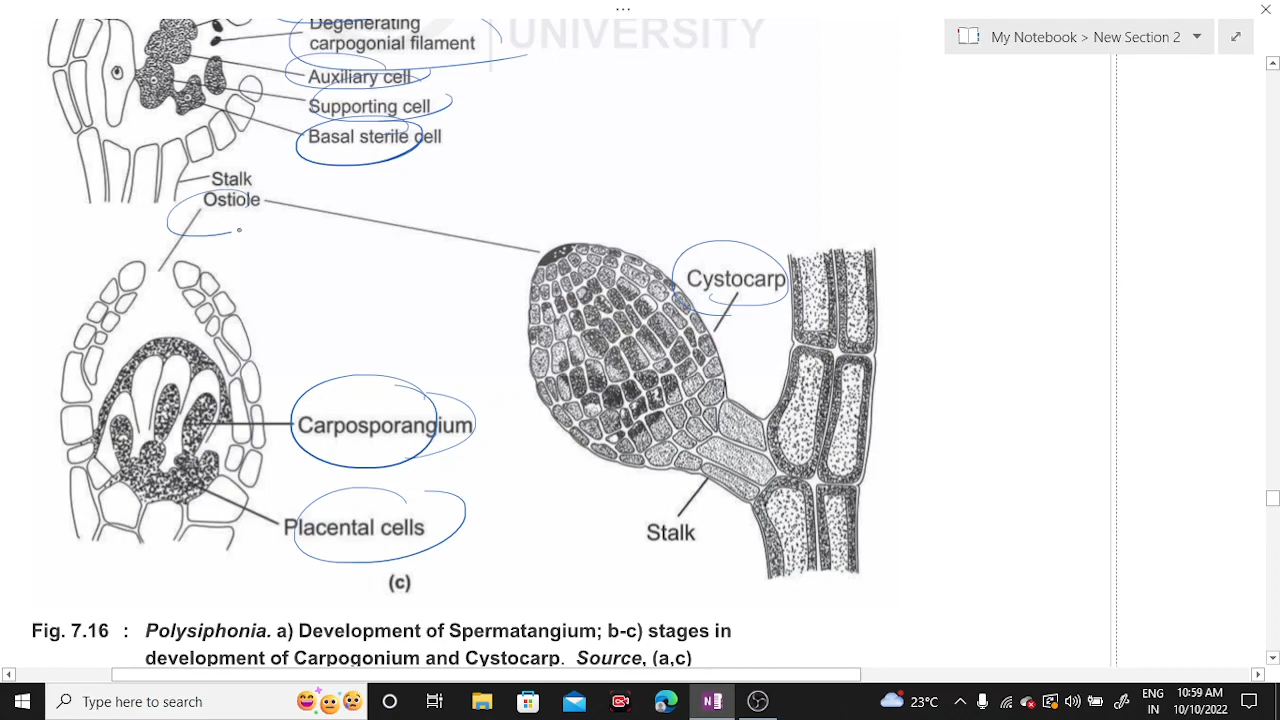 ...
My Notebook > New Section 2
UNIVERSITY
Degenerating
carpogonial filament
Auxiliary cell
Supporting cell
Basal sterile cell
Stalk
Ostiole
Cystocarp
Carposporangium
Placental cells
Stalk
(c)
Fig. 7.16 : Polysiphonia. a) Development of Spermatangium; b-c) stages in
development of Carpogonium and Cystocarp. Source, (a,c)
Type here to search
23°C
ENG
IN
10:59 AM
10/10/2022